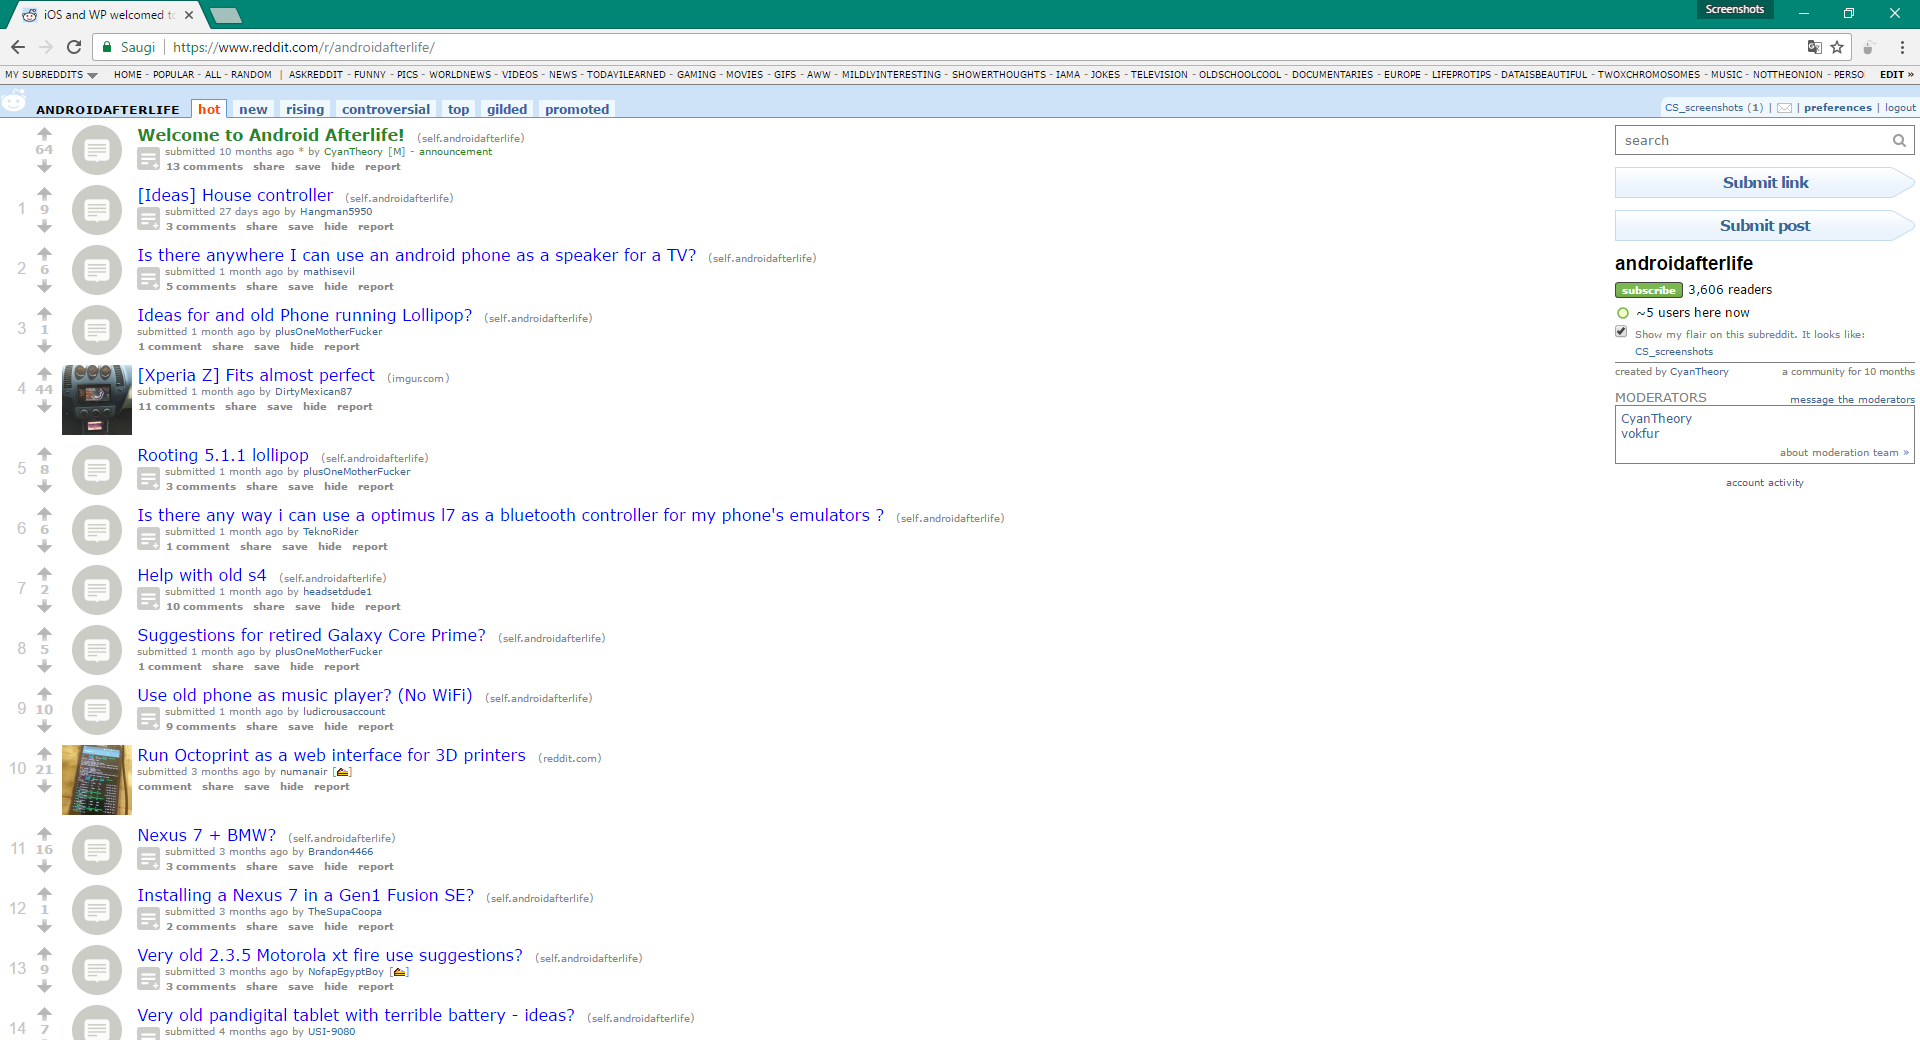 Screenshots
iOS and WP welcomed to
Saugi https://www.reddit.com/r/androidafterlife/
MY SUBREDDITS HOME - POPULAR - ALL - RANDOM | ASKREDDIT - FUNNY - PICS - WORLDNEWS - VIDEOS - NEWS - TODAYILEARNED - GAMING - MOVIES - GIFS - AWW - MILDLYINTERESTING - SHOWERTHOUGHTS - IAMA - JOKES - TELEVISION - OLDSCHOOLCOOL - DOCUMENTARIES - EUROPE - LIFEPROTIPS - DATAISBEAUTIFUL - TWOXCHROMOSOMES - MUSIC - NOTTHEONION - PERSO EDIT »
ANDROIDAFTERLIFE hot new rising controversial top gilded promoted
CS_screenshots (1) | | preferences | logout
64
Welcome to Android Afterlife! (self.androidafterlife)
submitted 10 months ago * by CyanTheory [M] - announcement
13 comments share save hide report
1 9
[Ideas] House controller (self.androidafterlife)
submitted 27 days ago by Hangman5950
3 comments share save hide report
2 6
Is there anywhere I can use an android phone as a speaker for a TV? (self.androidafterlife)
submitted 1 month ago by mathisevil
5 comments share save hide report
3 1
Ideas for and old Phone running Lollipop? (self.androidafterlife)
submitted 1 month ago by plusOneMotherFucker
1 comment share save hide report
4 44
[Xperia Z] Fits almost perfect (imgur.com)
submitted 1 month ago by DirtyMexican87
11 comments share save hide report
5 8
Rooting 5.1.1 lollipop (self.androidafterlife)
submitted 1 month ago by plusOneMotherFucker
3 comments share save hide report
6 6
Is there any way i can use a optimus l7 as a bluetooth controller for my phone's emulators ? (self.androidafterlife)
submitted 1 month ago by TeknoRider
1 comment share save hide report
7 2
Help with old s4 (self.androidafterlife)
submitted 1 month ago by headsetdude1
10 comments share save hide report
8 5
Suggestions for retired Galaxy Core Prime? (self.androidafterlife)
submitted 1 month ago by plusOneMotherFucker
1 comment share save hide report
9 10
Use old phone as music player? (No WiFi) (self.androidafterlife)
submitted 1 month ago by ludicrousaccount
9 comments share save hide report
10 21
Run Octoprint as a web interface for 3D printers (reddit.com)
submitted 3 months ago by numanair []
comment share save hide report
11 16
Nexus 7 + BMW? (self.androidafterlife)
submitted 3 months ago by Brandon4466
3 comments share save hide report
12 1
Installing a Nexus 7 in a Gen1 Fusion SE? (self.androidafterlife)
submitted 3 months ago by TheSupaCoopa
2 comments share save hide report
13 9
Very old 2.3.5 Motorola xt fire use suggestions? (self.androidafterlife)
submitted 3 months ago by NofapEgyptBoy []
3 comments share save hide report
14 7
Very old pandigital tablet with terrible battery - ideas? (self.androidafterlife)
submitted 4 months ago by USI-9080
search
Submit link
Submit post
androidafterlife
subscribe 3,606 readers
~5 users here now
Show my flair on this subreddit. It looks like:
CS_screenshots
created by CyanTheory a community for 10 months
MODERATORS message the moderators
CyanTheory
vokfur
about moderation team »
account activity